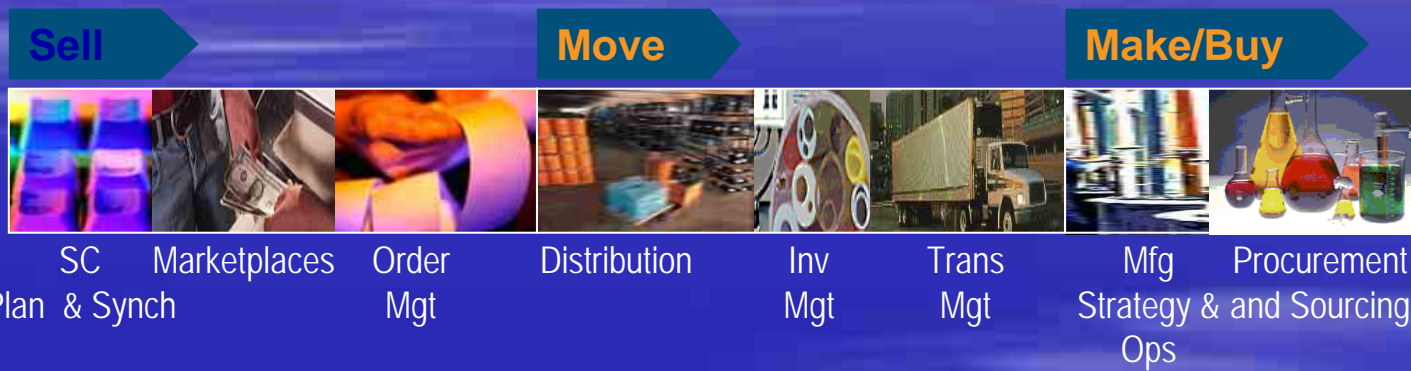 Sell Move Make/Buy
SC Marketplaces Order Distribution Inv Trans Mfg Procurement
Plan & Synch Mgt Mgt Mgt Strategy & and Sourcing
Ops